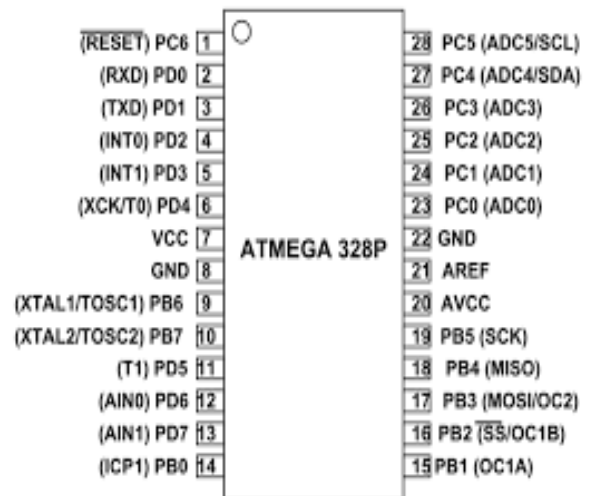 (RESET) PC6 1
(RXD) PD0 2
(TXD) PD1 3
(INT0) PD2 4
(INT1) PD3 5
(XCK/T0) PD4 6
VCC 7
GND 8
(XTAL1/TOSC1) PB6 9
(XTAL2/TOSC2) PB7 10
(T1) PD5 11
(AIN0) PD6 12
(AIN1) PD7 13
(ICP1) PB0 14
ATMEGA 328P
28 PC5 (ADC5/SCL)
27 PC4 (ADC4/SDA)
26 PC3 (ADC3)
25 PC2 (ADC2)
24 PC1 (ADC1)
23 PC0 (ADC0)
22 GND
21 AREF
20 AVCC
19 PB5 (SCK)
18 PB4 (MISO)
17 PB3 (MOSI/OC2)
16 PB2 (SS/OC1B)
15 PB1 (OC1A)